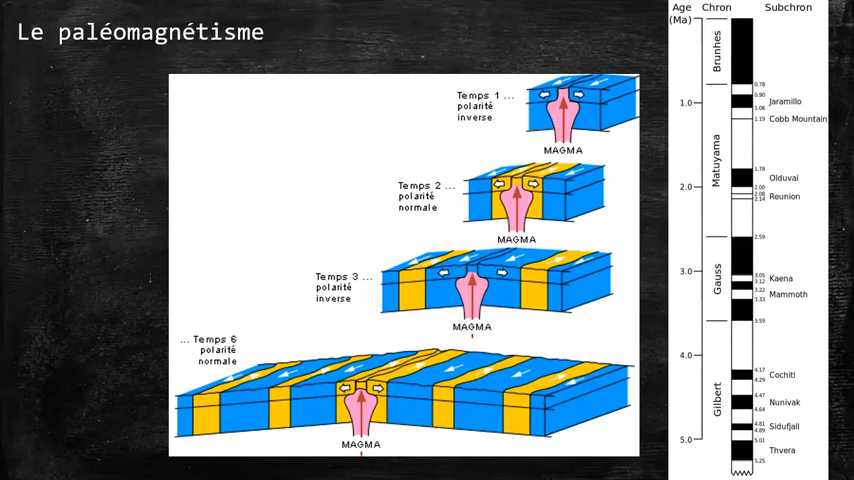 Le paléomagnétisme
Temps 1 ...
polarité
inverse
MAGMA
Temps 2 ...
polarité
normale
MAGMA
Temps 3 ...
polarité
inverse
MAGMA
... Temps 6
polarité
normale
MAGMA
Age Chron Subchron
(Ma)
Brunhes
0.78
0.90
1.0 Jaramillo
1.06
1.19 Cobb Mountain
Matuyama
1.78
Olduvai
2.0 2.00
2.08
Reunion
2.14
2.59
Gauss
3.0 3.05
Kaena
3.12
3.22
Mammoth
3.33
3.59
4.0
Gilbert
4.17
Cochiti
4.29
4.47
Nunivak
4.64
4.81
Sidufjall
4.89
5.0 5.01
Thvera
5.25